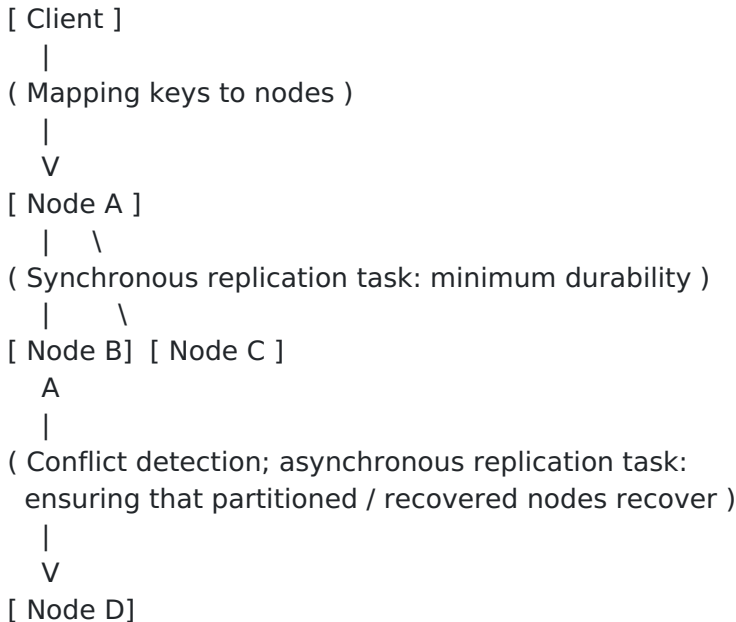 [ Client ]
    |
( Mapping keys to nodes )
    |
    V
[ Node A ]
    |     \
( Synchronous replication task: minimum durability )
    |        \
[ Node B]  [ Node C ]
    A
    |
( Conflict detection; asynchronous replication task:
  ensuring that partitioned / recovered nodes recover )
    |
    V
[ Node D]